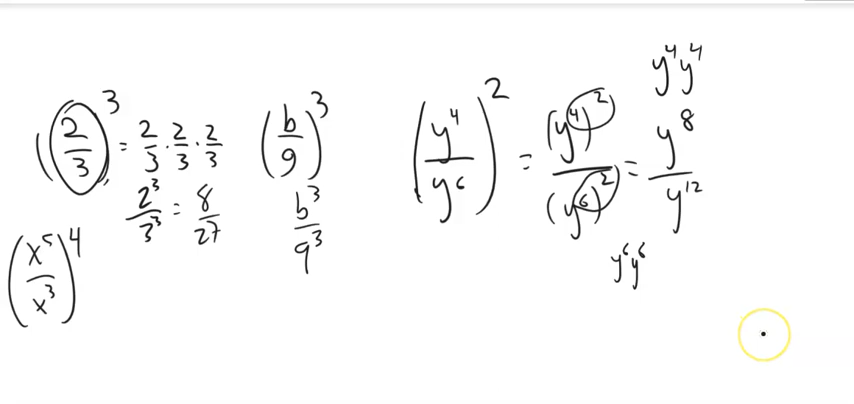 (2/3)³ = 2/3 · 2/3 · 2/3
2³/3³ = 8/27
(x⁵/x³)⁴
(b/9)³
b³/9³
(y⁴/y⁶)² = (y⁴)²/(y⁶)² = y⁸/y¹²
y⁴y⁴
y⁶y⁶